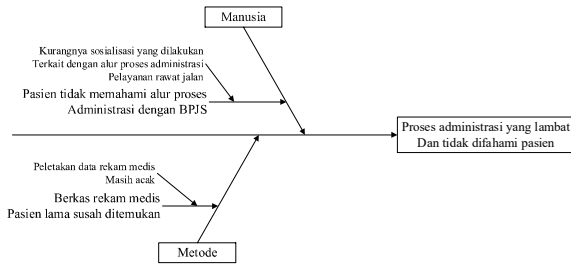 Manusia
Kurangnya sosialisasi yang dilakukan
Terkait dengan alur proses administrasi
Pelayanan rawat jalan
Pasien tidak memahami alur proses
Administrasi dengan BPJS
Proses administrasi yang lambat
Dan tidak difahami pasien
Peletakan data rekam medis
Masih acak
Berkas rekam medis
Pasien lama susah ditemukan
Metode